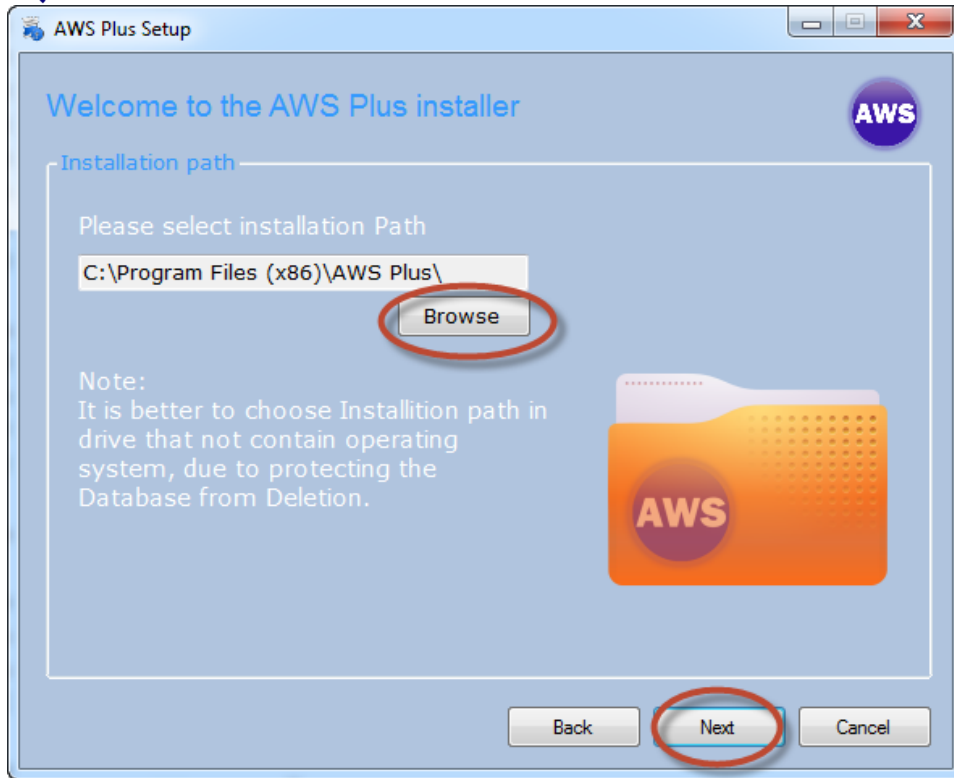 AWS Plus Setup
Welcome to the AWS Plus installer
AWS
Installation path
Please select installation Path
C:\Program Files (x86)\AWS Plus\
Browse
Note:
It is better to choose Installition path in
drive that not contain operating
system, due to protecting the
Database from Deletion.
AWS
Back
Next
Cancel